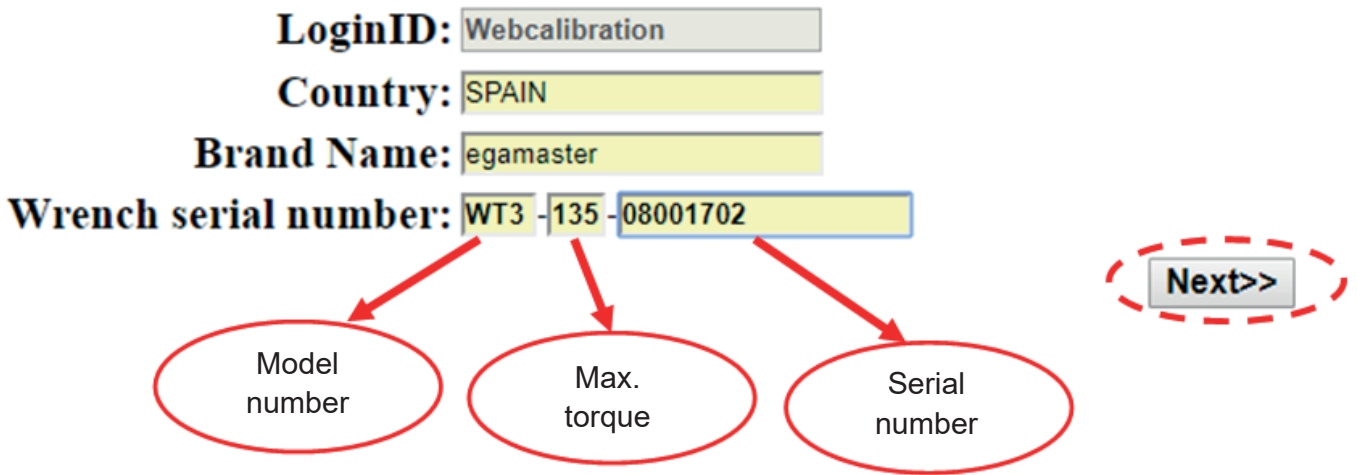 LoginID: Webcalibration
Country: SPAIN
Brand Name: egamaster
Wrench serial number: WT3 - 135 - 08001702
Next>>
Model
number
Max.
torque
Serial
number